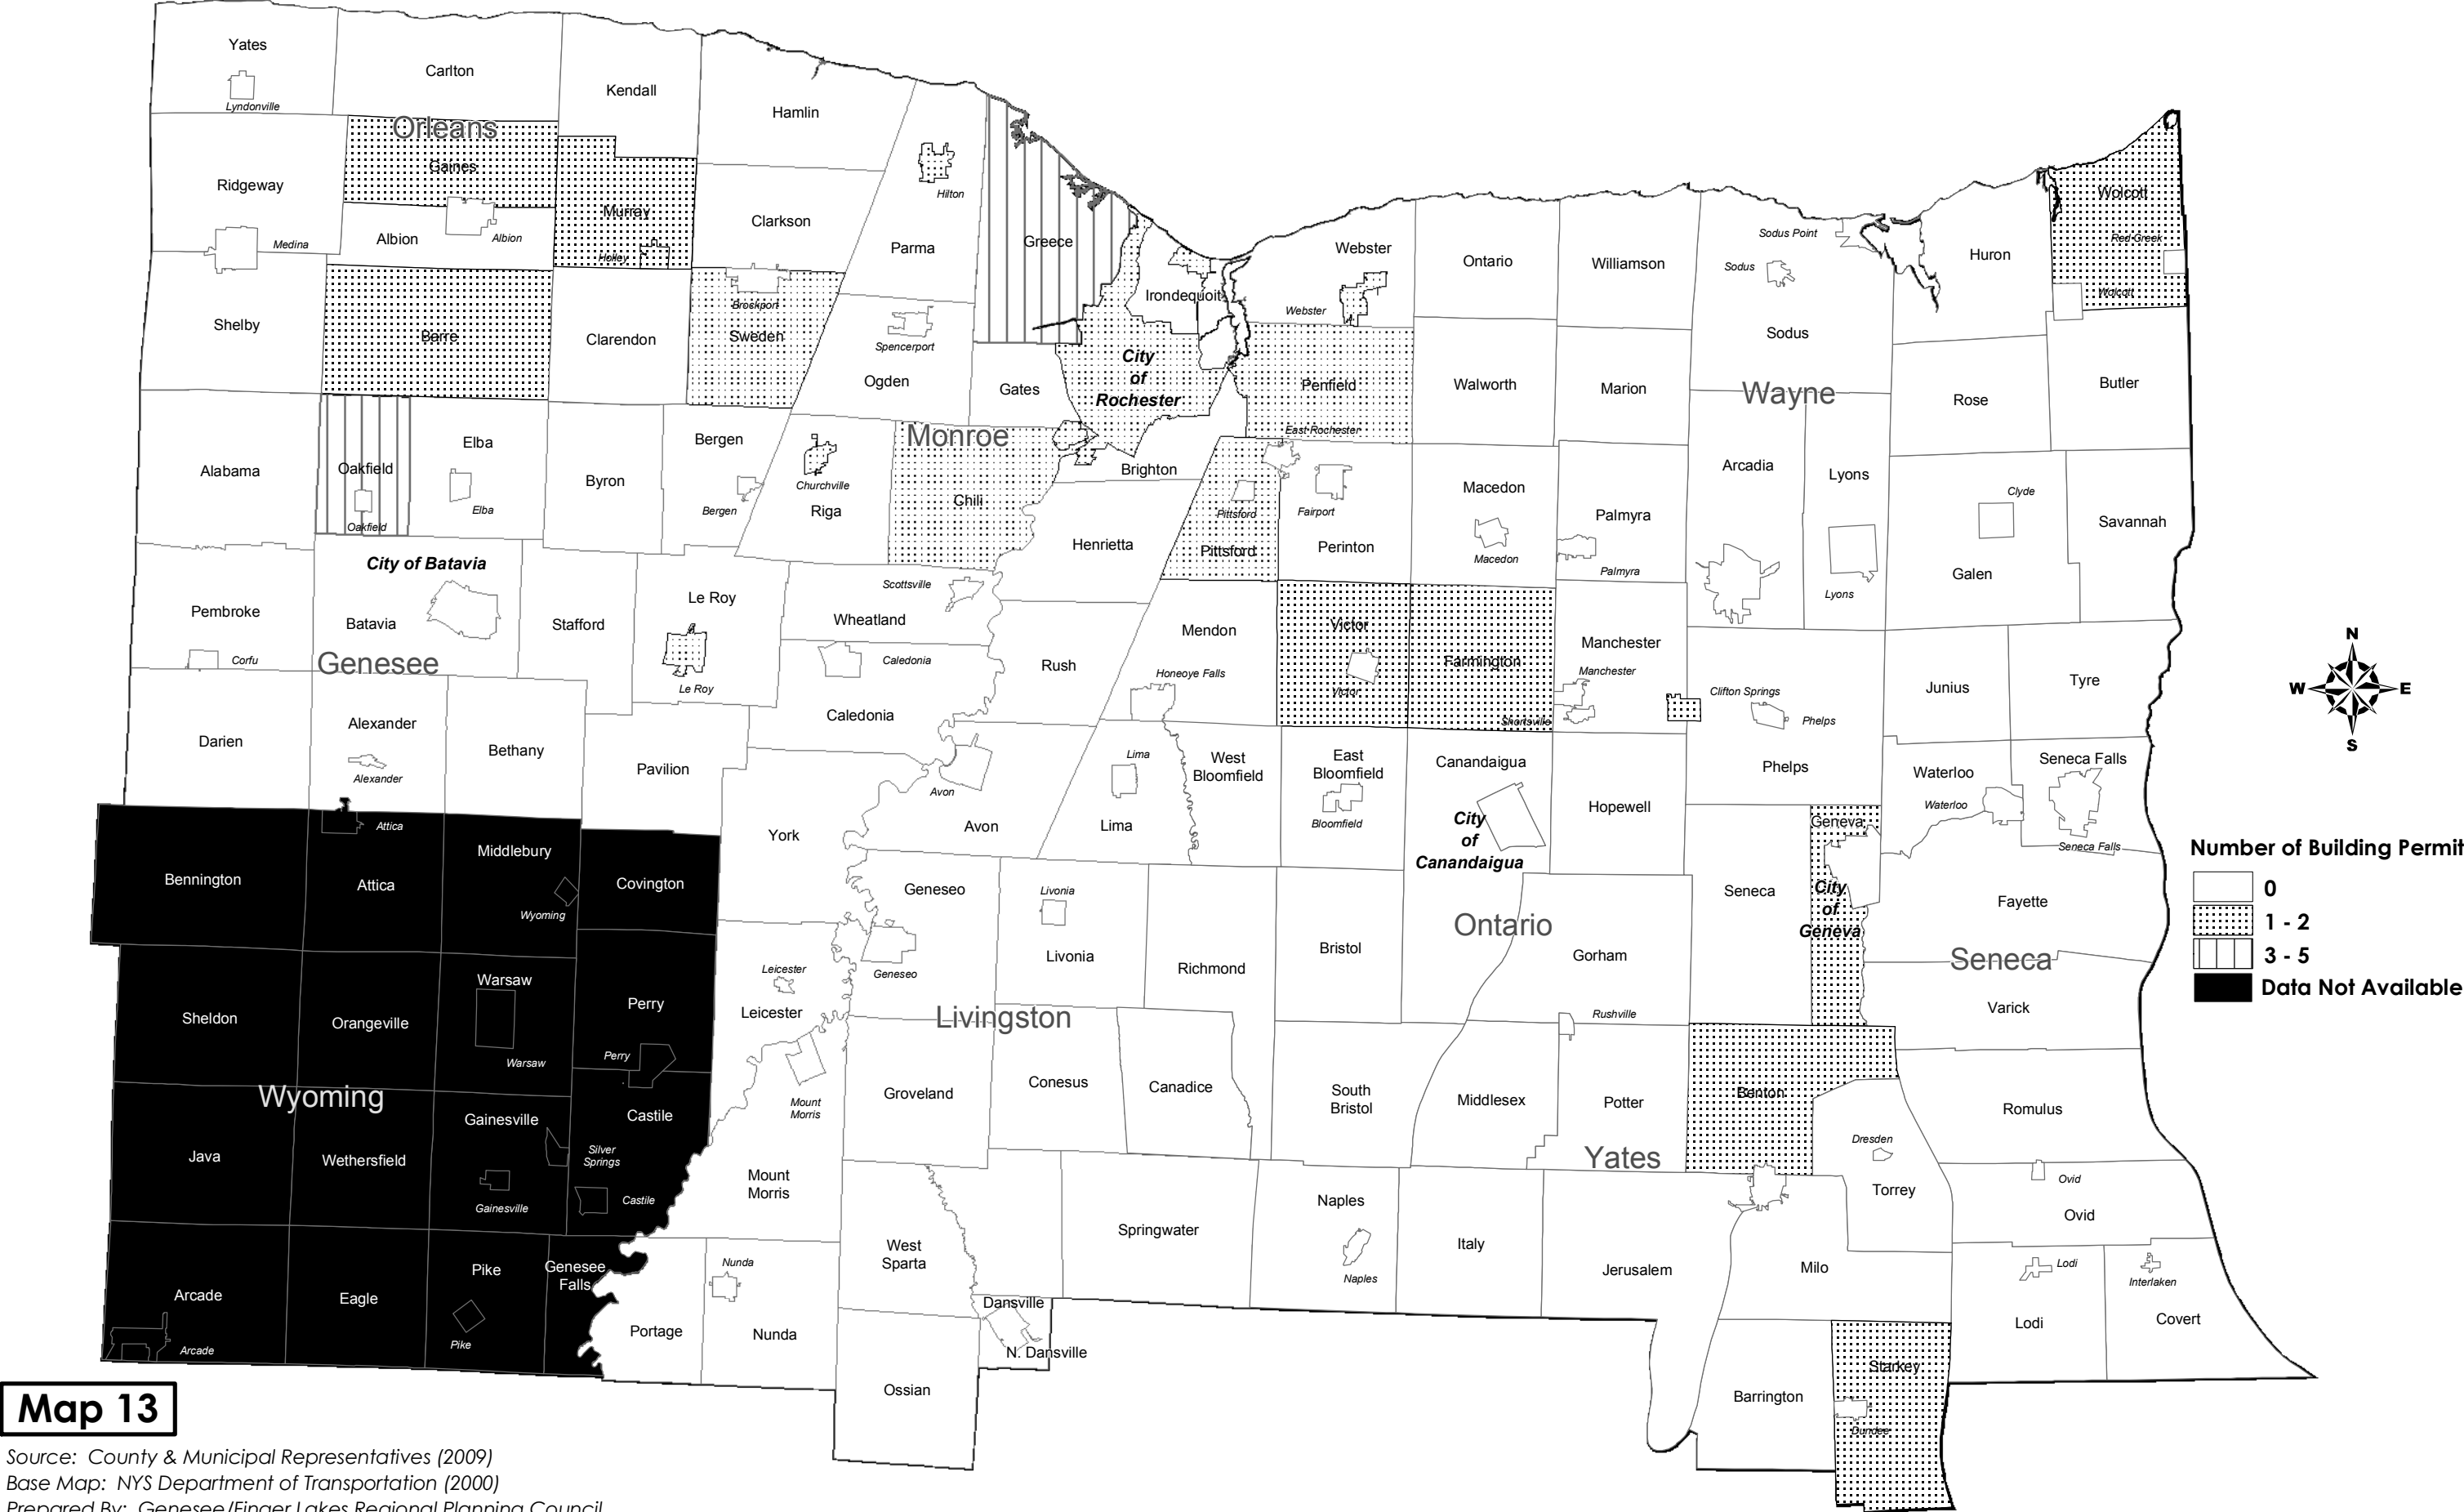 Yates
Lyndonville
Carlton
Kendall
Hamlin
Orleans
Gaines
Ridgeway
Medina
Albion
Albion
Murray
Holley
Clarkson
Hilton
Parma
Greece
Irondequoit
Webster
Webster
Ontario
Williamson
Sodus Point
Sodus
Sodus
Huron
Wolcott
Red Creek
Wolcott
Shelby
Barre
Clarendon
Brockport
Sweden
Spencerport
Ogden
Gates
City
of
Rochester
Penfield
East Rochester
Walworth
Marion
Wayne
Rose
Butler
Alabama
Oakfield
Oakfield
Elba
Elba
Byron
Bergen
Bergen
Churchville
Riga
Monroe
Chili
Brighton
Henrietta
Pittsford
Pittsford
Fairport
Perinton
Macedon
Macedon
Palmyra
Palmyra
Arcadia
Lyons
Lyons
Clyde
Galen
Savannah
City of Batavia
Pembroke
Corfu
Batavia
Genesee
Stafford
Le Roy
Le Roy
Scottsville
Wheatland
Caledonia
Caledonia
Rush
Mendon
Honeoye Falls
Victor
Victor
Farmington
Shortsville
Manchester
Manchester
Clifton Springs
Phelps
Phelps
Junius
Tyre
N
W
E
S
Darien
Alexander
Alexander
Bethany
Pavilion
York
Avon
Avon
Lima
Lima
West
Bloomfield
East
Bloomfield
Bloomfield
Canandaigua
City
of
Canandaigua
Hopewell
Geneva
City
of
Geneva
Seneca
Waterloo
Waterloo
Seneca Falls
Seneca Falls
Fayette
Seneca
Varick
Number of Building Permit
0
1 - 2
3 - 5
Data Not Available
Bennington
Attica
Attica
Middlebury
Wyoming
Covington
Geneseo
Geneseo
Livonia
Livonia
Richmond
Bristol
Ontario
Gorham
Rushville
Sheldon
Orangeville
Warsaw
Warsaw
Perry
Perry
Leicester
Leicester
Livingston
Wyoming
Java
Wethersfield
Gainesville
Gainesville
Silver
Springs
Castile
Castile
Mount
Morris
Mount
Morris
Groveland
Conesus
Canadice
South
Bristol
Middlesex
Potter
Yates
Benton
Dresden
Torrey
Romulus
Ovid
Ovid
Arcade
Arcade
Eagle
Pike
Pike
Genesee
Falls
Portage
Nunda
Nunda
West
Sparta
Springwater
Naples
Naples
Italy
Jerusalem
Milo
Lodi
Lodi
Interlaken
Covert
Dansville
N. Dansville
Ossian
Barrington
Starkey
Dundee
Map 13
Source: County & Municipal Representatives (2009)
Base Map: NYS Department of Transportation (2000)
Prepared By: Genesee/Finger Lakes Regional Planning Council